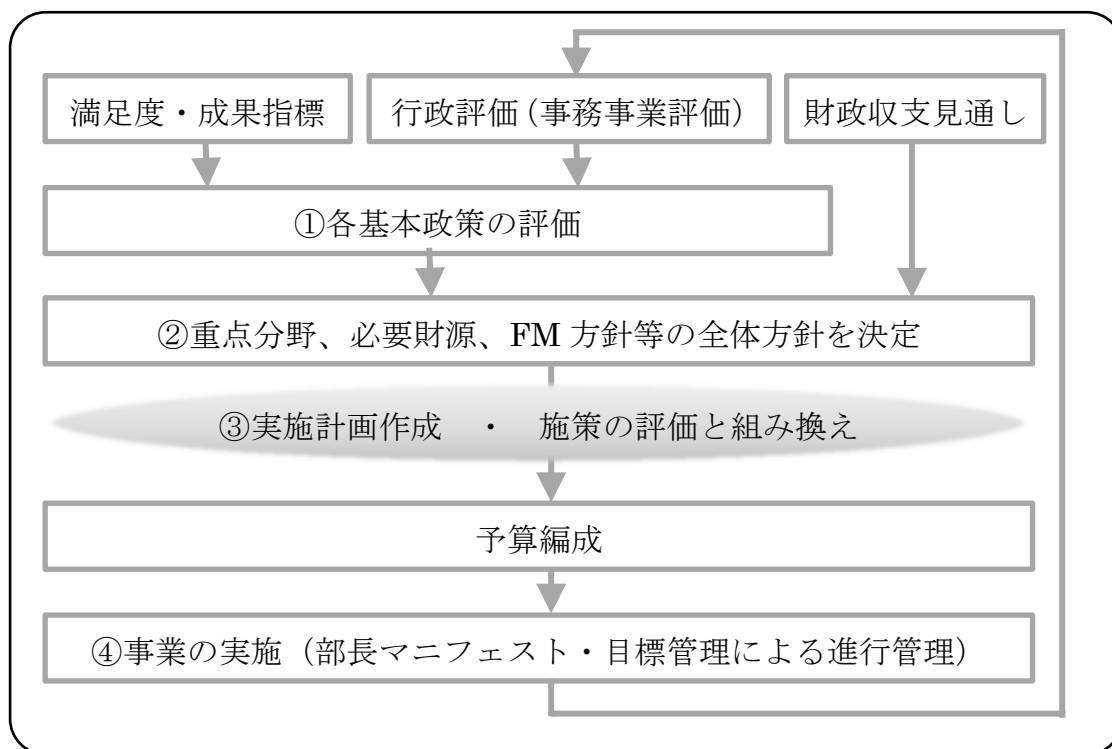 満足度・成果指標
行政評価（事務事業評価）
財政収支見通し
①各基本政策の評価
②重点分野、必要財源、FM 方針等の全体方針を決定
③実施計画作成　・　施策の評価と組み換え
予算編成
④事業の実施（部長マニフェスト・目標管理による進行管理）